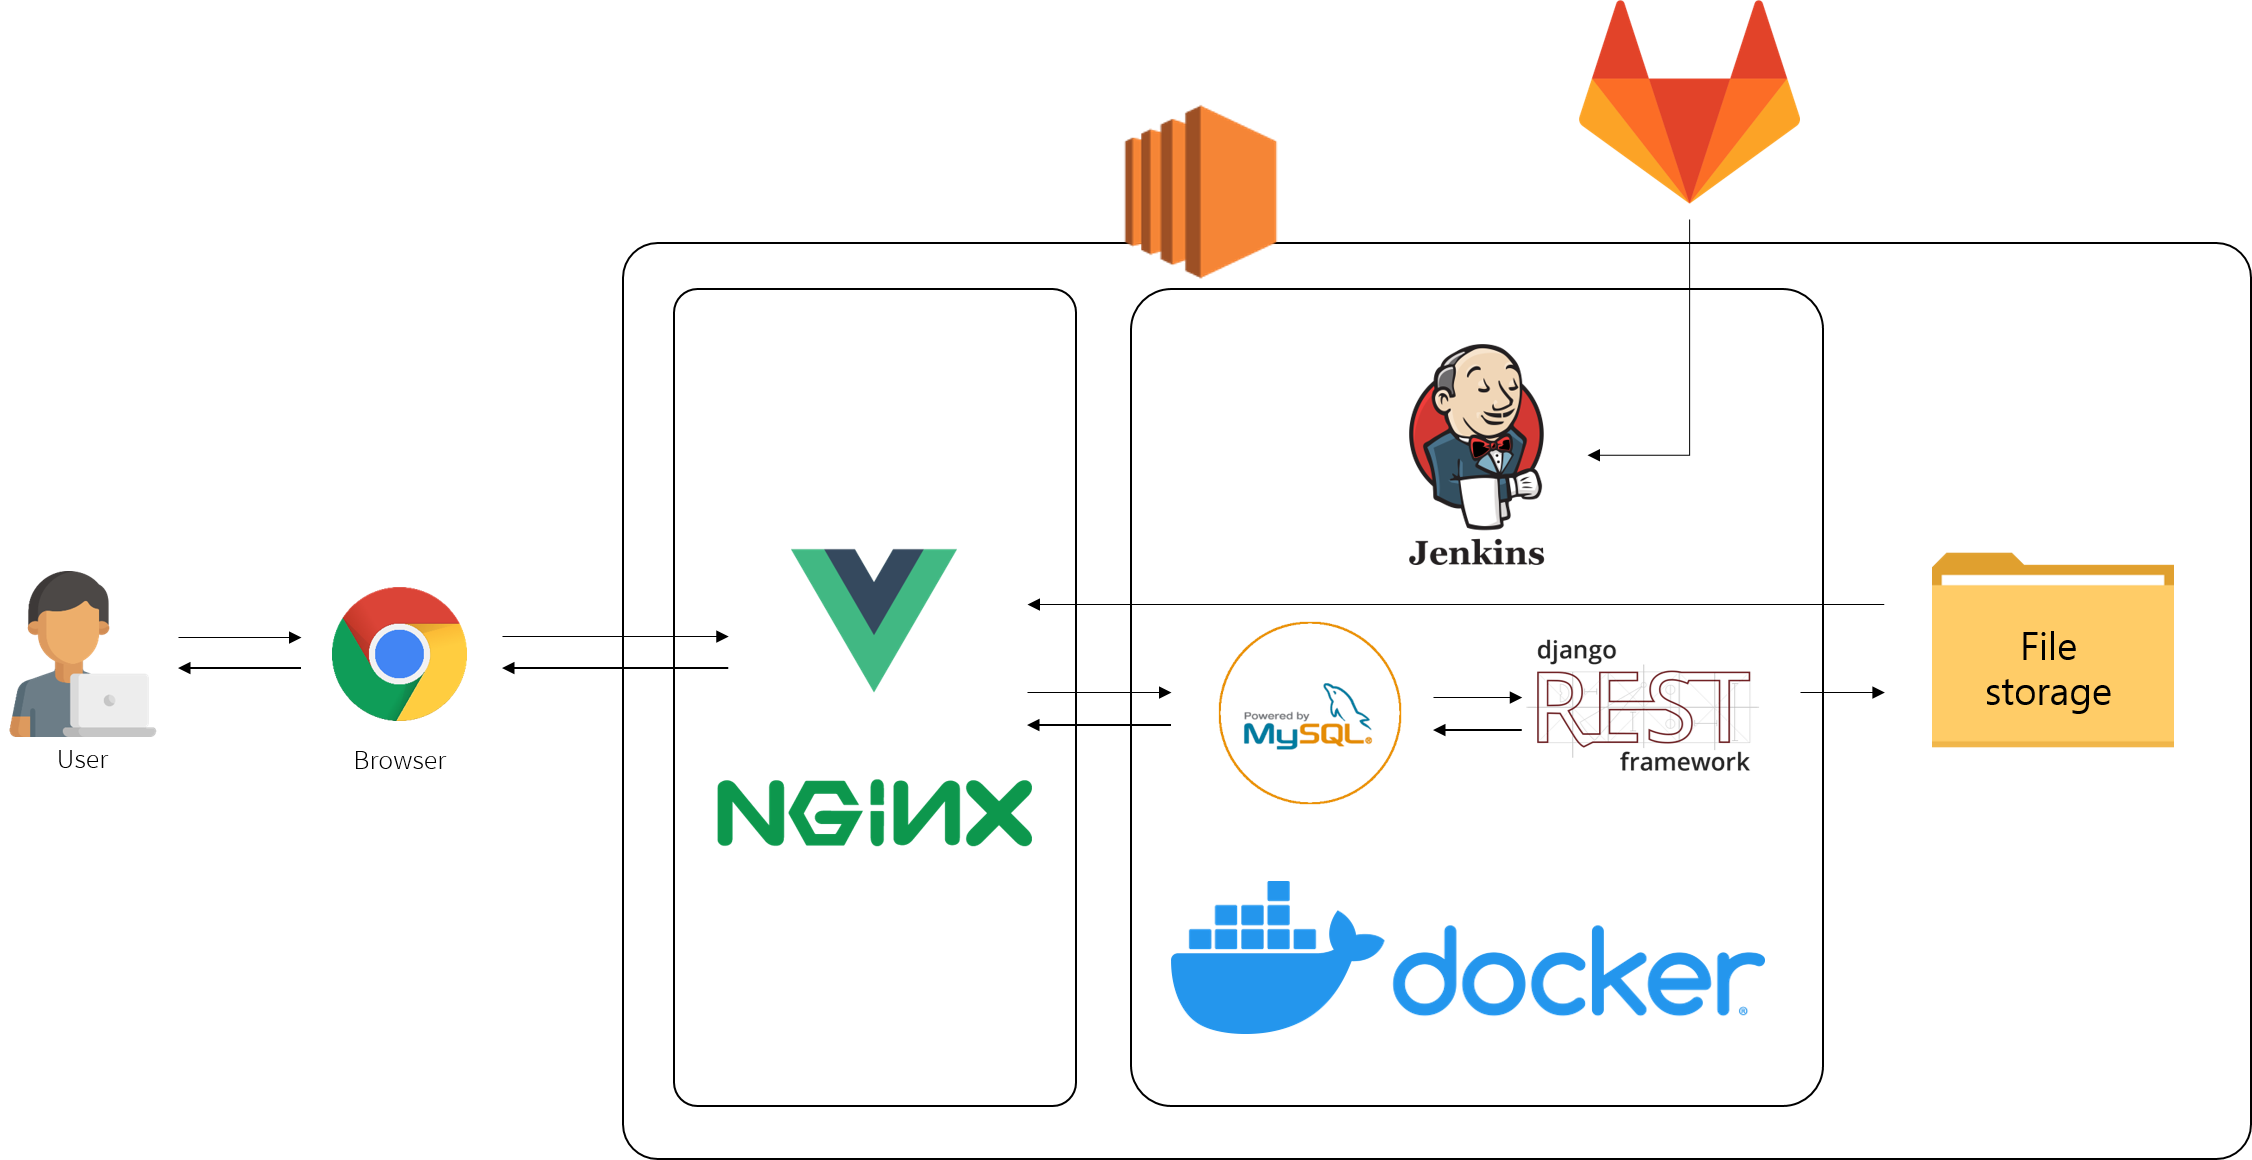 Jenkins
django
REST
framework
File
storage
Powered by
MySQL®
User
Browser
NGiNX
docker®